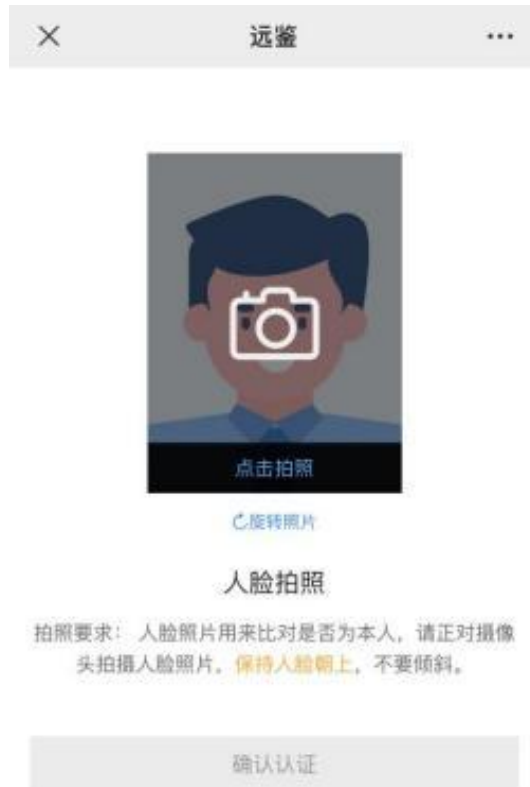 远鉴
点击拍照
旋转照片
人脸拍照
拍照要求： 人脸照片用来比对是否为本人，请正对摄像
头拍摄人脸照片，保持人脸朝上，不要倾斜。
确认认证